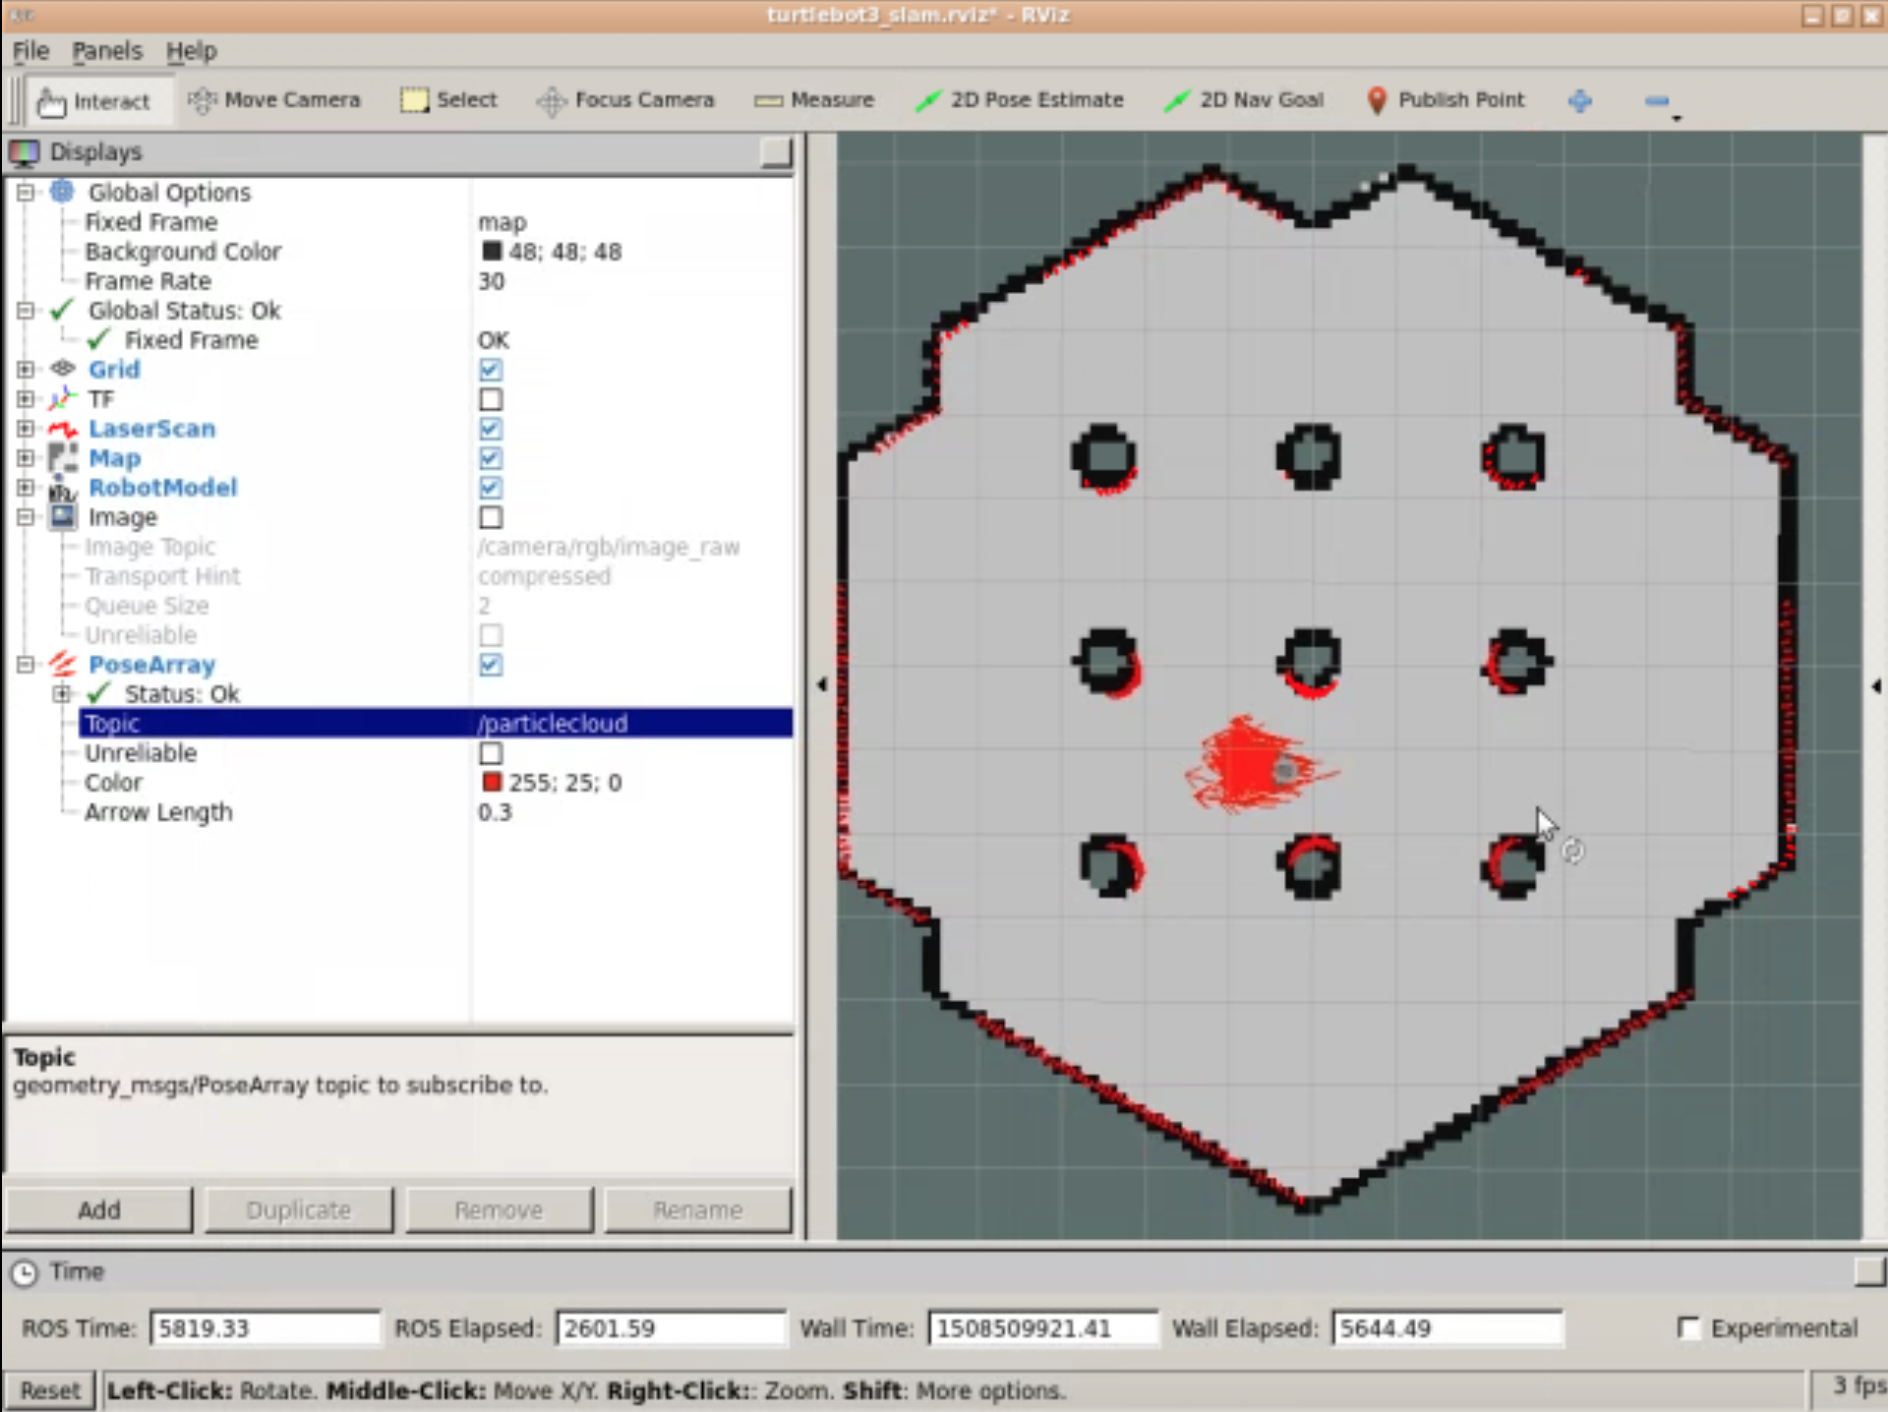 turtlebot3_slam.rviz* - RViz
File Panels Help
Interact Move Camera Select Focus Camera Measure 2D Pose Estimate 2D Nav Goal Publish Point
Displays
Global Options
Fixed Frame map
Background Color 48; 48; 48
Frame Rate 30
Global Status: Ok
Fixed Frame OK
Grid
TF
LaserScan
Map
RobotModel
Image
Image Topic /camera/rgb/image_raw
Transport Hint compressed
Queue Size 2
Unreliable
PoseArray
Status: Ok
Topic /particlecloud
Unreliable
Color 255; 25; 0
Arrow Length 0.3
Topic
geometry_msgs/PoseArray topic to subscribe to.
Add Duplicate Remove Rename
Time
ROS Time: 5819.33 ROS Elapsed: 2601.59 Wall Time: 1508509921.41 Wall Elapsed: 5644.49 Experimental
Reset Left-Click: Rotate. Middle-Click: Move X/Y. Right-Click:: Zoom. Shift: More options. 3 fps